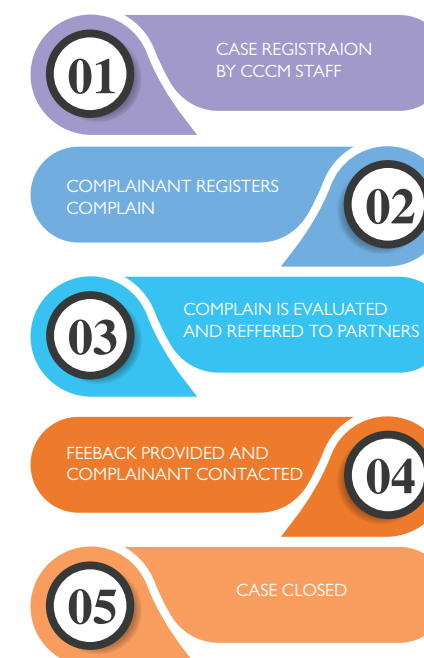 01
CASE REGISTRAION
BY CCCM STAFF
COMPLAINANT REGISTERS
COMPLAIN
02
03
COMPLAIN IS EVALUATED
AND REFFERED TO PARTNERS
FEEBACK PROVIDED AND
COMPLAINANT CONTACTED
04
05
CASE CLOSED